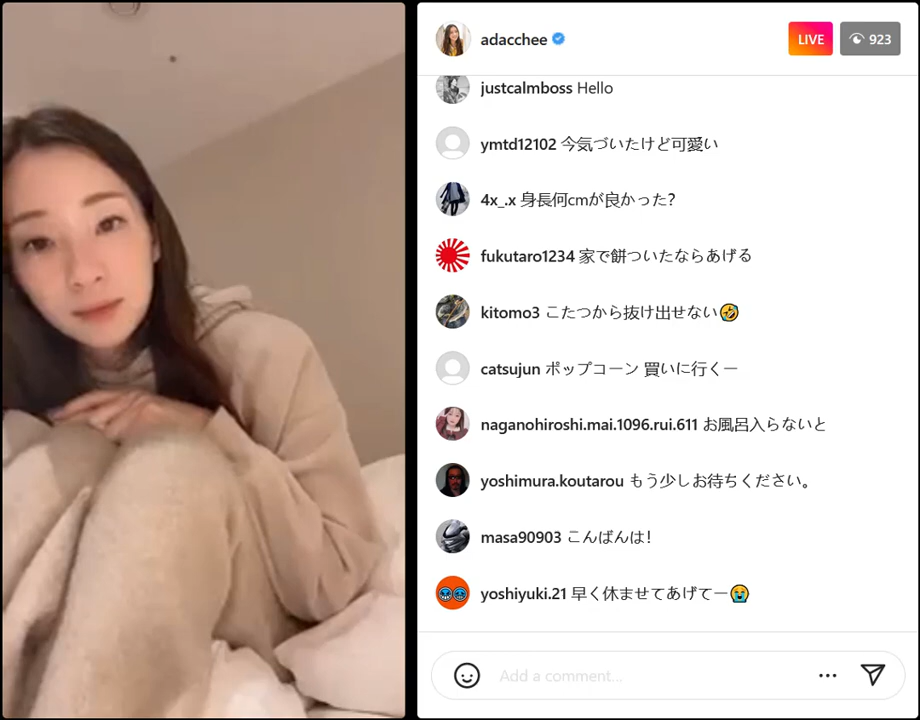 adacchee
LIVE
923
justcalmboss Hello
ymtd12102 今気づいたけど可愛い
4x_.x 身長何cmが良かった？
fukutaro1234 家で餅ついたならあげる
kitomo3 こたつから抜け出せない🤣
catsujun ポップコーン 買いに行くー
naganohiroshi.mai.1096.rui.611 お風呂入らないと
yoshimura.koutarou もう少しお待ちください。
masa90903 こんばんは！
yoshiyuki.21 早く休ませてあげてー😭
Add a comment...